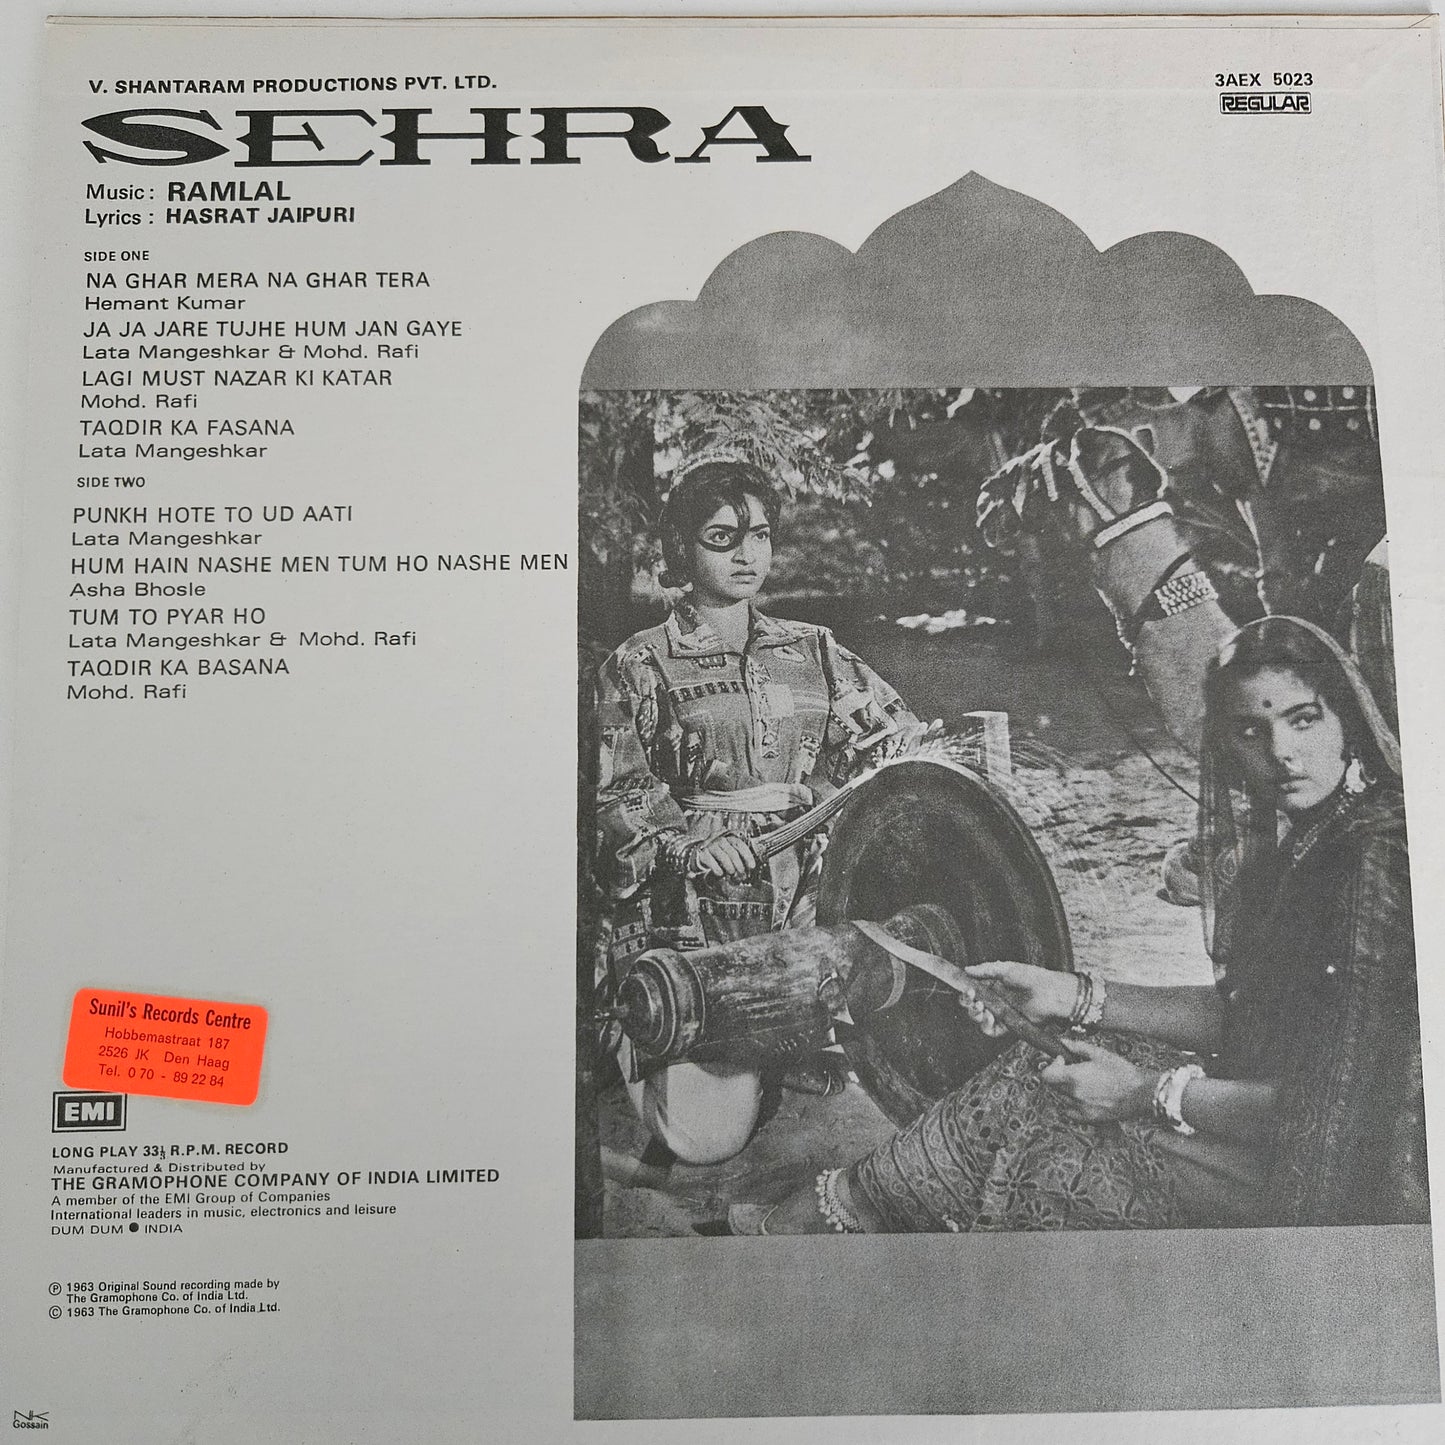 V. SHANTARAM PRODUCTIONS PVT. LTD.
SEHRA
3AEX 5023
REGULAR
Music : RAMLAL
Lyrics : HASRAT JAIPURI
SIDE ONE
NA GHAR MERA NA GHAR TERA
Hemant Kumar
JA JA JARE TUJHE HUM JAN GAYE
Lata Mangeshkar & Mohd. Rafi
LAGI MUST NAZAR KI KATAR
Mohd. Rafi
TAQDIR KA FASANA
Lata Mangeshkar
SIDE TWO
PUNKH HOTE TO UD AATI
Lata Mangeshkar
HUM HAIN NASHE MEN TUM HO NASHE MEN
Asha Bhosle
TUM TO PYAR HO
Lata Mangeshkar & Mohd. Rafi
TAQDIR KA BASANA
Mohd. Rafi
Sunil's Records Centre
Hobbemastraat 187
2526 JK Den Haag
Tel. 0 70 - 89 22 84
EMI
LONG PLAY 33⅓ R.P.M. RECORD
Manufactured & Distributed by
THE GRAMOPHONE COMPANY OF INDIA LIMITED
A member of the EMI Group of Companies
International leaders in music, electronics and leisure
DUM DUM ● INDIA
℗ 1963 Original Sound recording made by
The Gramophone Co. of India Ltd.
© 1963 The Gramophone Co. of India Ltd.
NK
Gossain